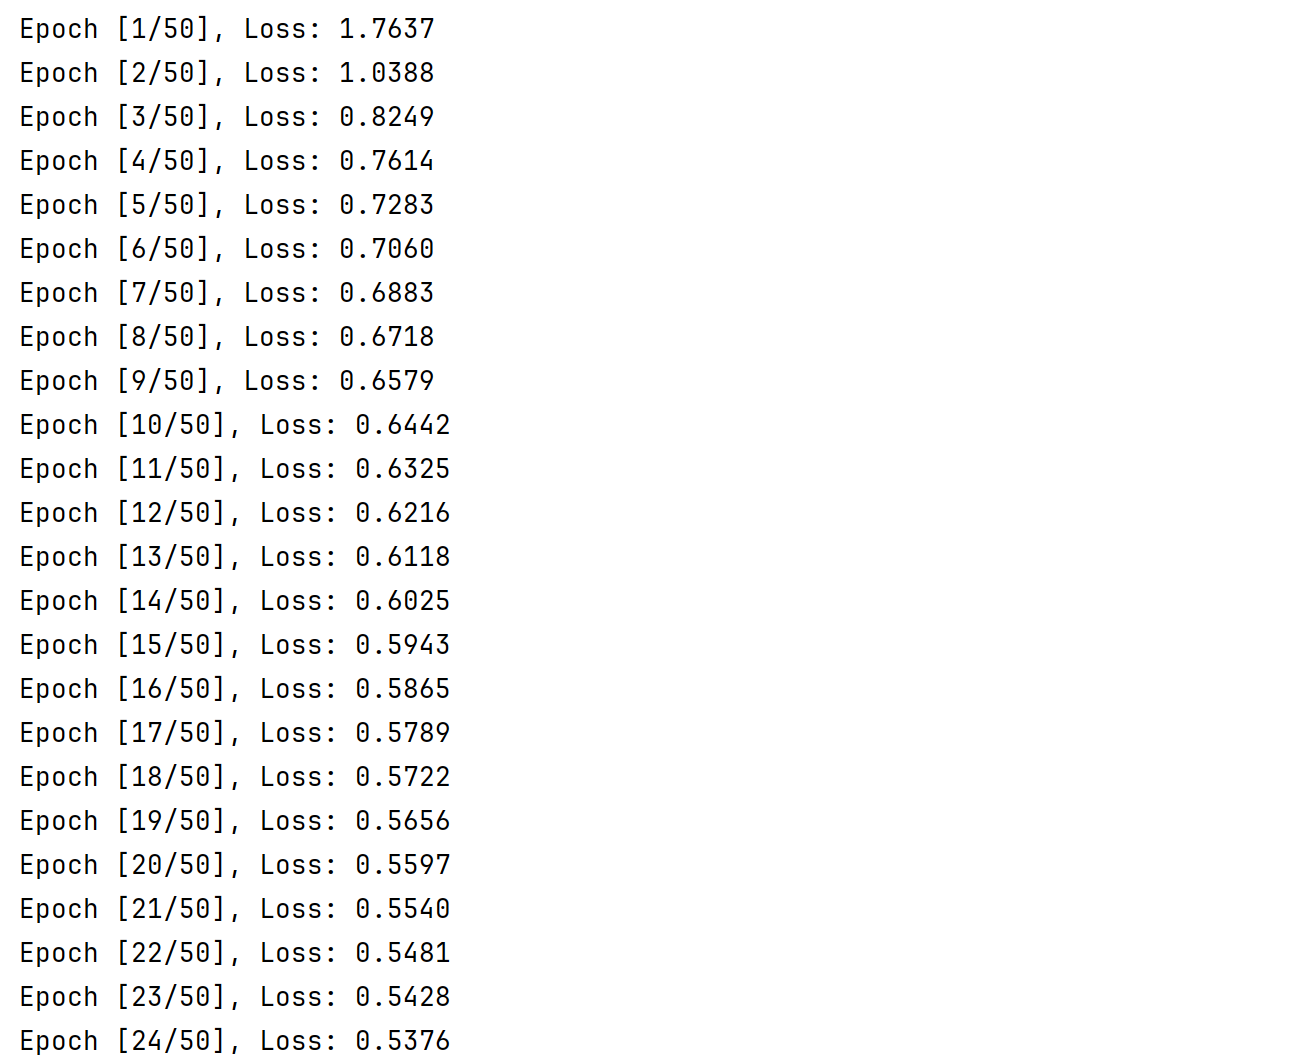 Epoch [1/50], Loss: 1.7637
Epoch [2/50], Loss: 1.0388
Epoch [3/50], Loss: 0.8249
Epoch [4/50], Loss: 0.7614
Epoch [5/50], Loss: 0.7283
Epoch [6/50], Loss: 0.7060
Epoch [7/50], Loss: 0.6883
Epoch [8/50], Loss: 0.6718
Epoch [9/50], Loss: 0.6579
Epoch [10/50], Loss: 0.6442
Epoch [11/50], Loss: 0.6325
Epoch [12/50], Loss: 0.6216
Epoch [13/50], Loss: 0.6118
Epoch [14/50], Loss: 0.6025
Epoch [15/50], Loss: 0.5943
Epoch [16/50], Loss: 0.5865
Epoch [17/50], Loss: 0.5789
Epoch [18/50], Loss: 0.5722
Epoch [19/50], Loss: 0.5656
Epoch [20/50], Loss: 0.5597
Epoch [21/50], Loss: 0.5540
Epoch [22/50], Loss: 0.5481
Epoch [23/50], Loss: 0.5428
Epoch [24/50], Loss: 0.5376